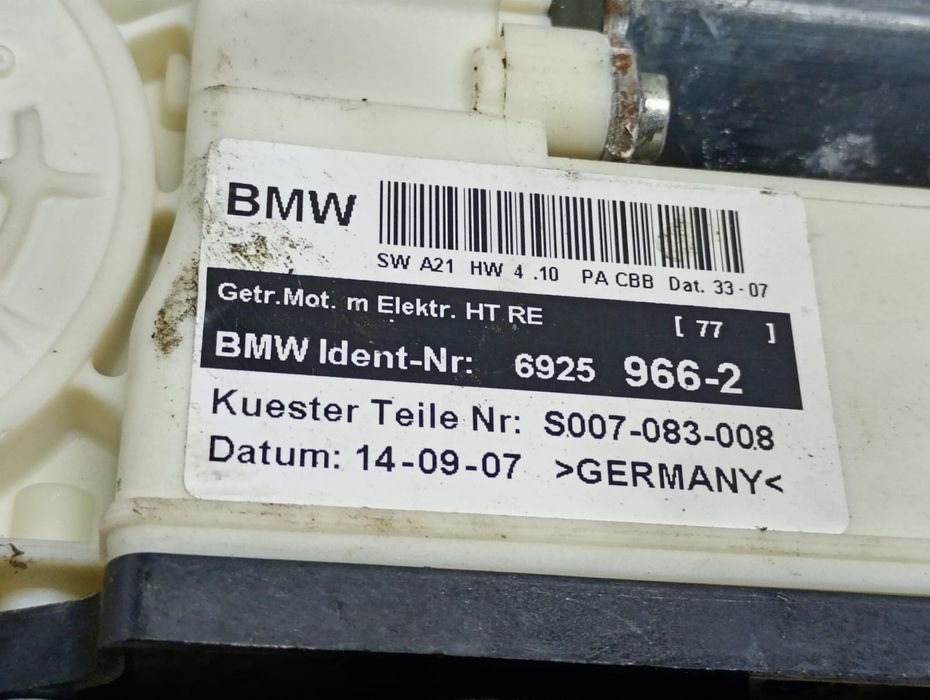 BMW
SW A21 HW 4 .10 PA CBB Dat. 33-07
Getr.Mot. m Elektr. HT RE [ 77 ]
BMW Ident-Nr: 6925 966-2
Kuester Teile Nr: S007-083-008
Datum: 14-09-07 >GERMANY<